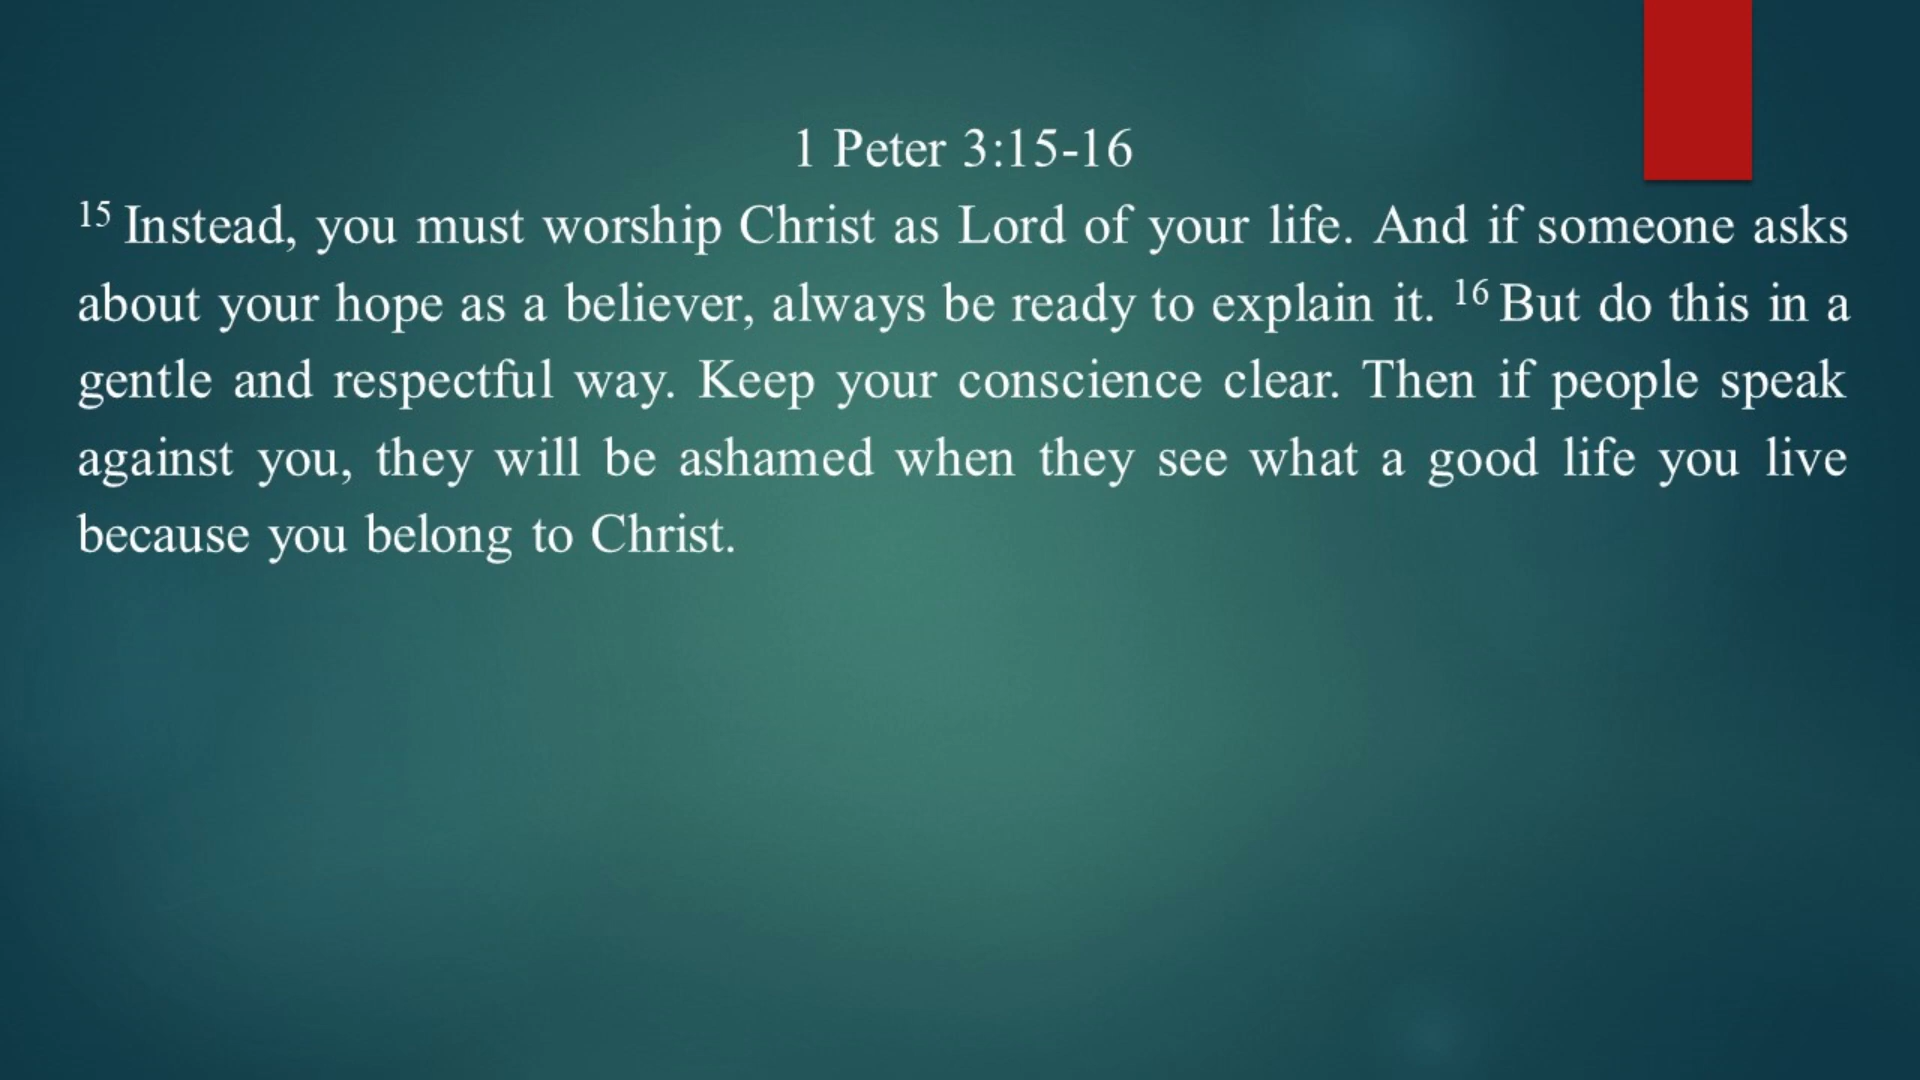 1 Peter 3:15-16
15 Instead, you must worship Christ as Lord of your life. And if someone asks
about your hope as a believer, always be ready to explain it. 16 But do this in a
gentle and respectful way. Keep your conscience clear. Then if people speak
against you, they will be ashamed when they see what a good life you live
because you belong to Christ.